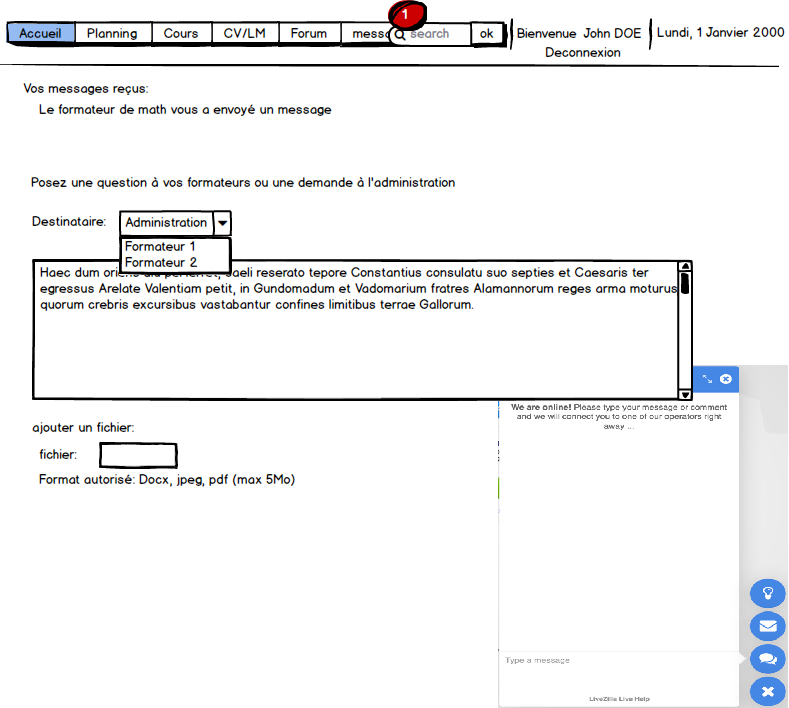 1
Accueil Planning Cours CV/LM Forum mess search ok Bienvenue John DOE Lundi, 1 Janvier 2000
Deconnexion
Vos messages reçus:
Le formateur de math vous a envoyé un message
Posez une question à vos formateurs ou une demande à l'administration
Destinataire: Administration
Formateur 1
Formateur 2
Haec dum oriens diu perferret, caeli reserato tepore Constantius consulatu suo septies et Caesaris ter
egressus Arelate Valentiam petit, in Gundomadum et Vadomarium fratres Alamannorum reges arma moturus
quorum crebris excursibus vastabantur confines limitibus terrae Gallorum.
We are online! Please type your message or comment
and we will connect you to one of our operators right
away ...
ajouter un fichier:
fichier:
Format autorisé: Docx, jpeg, pdf (max 5Mo)
Type a message
LiveZilla Live Help